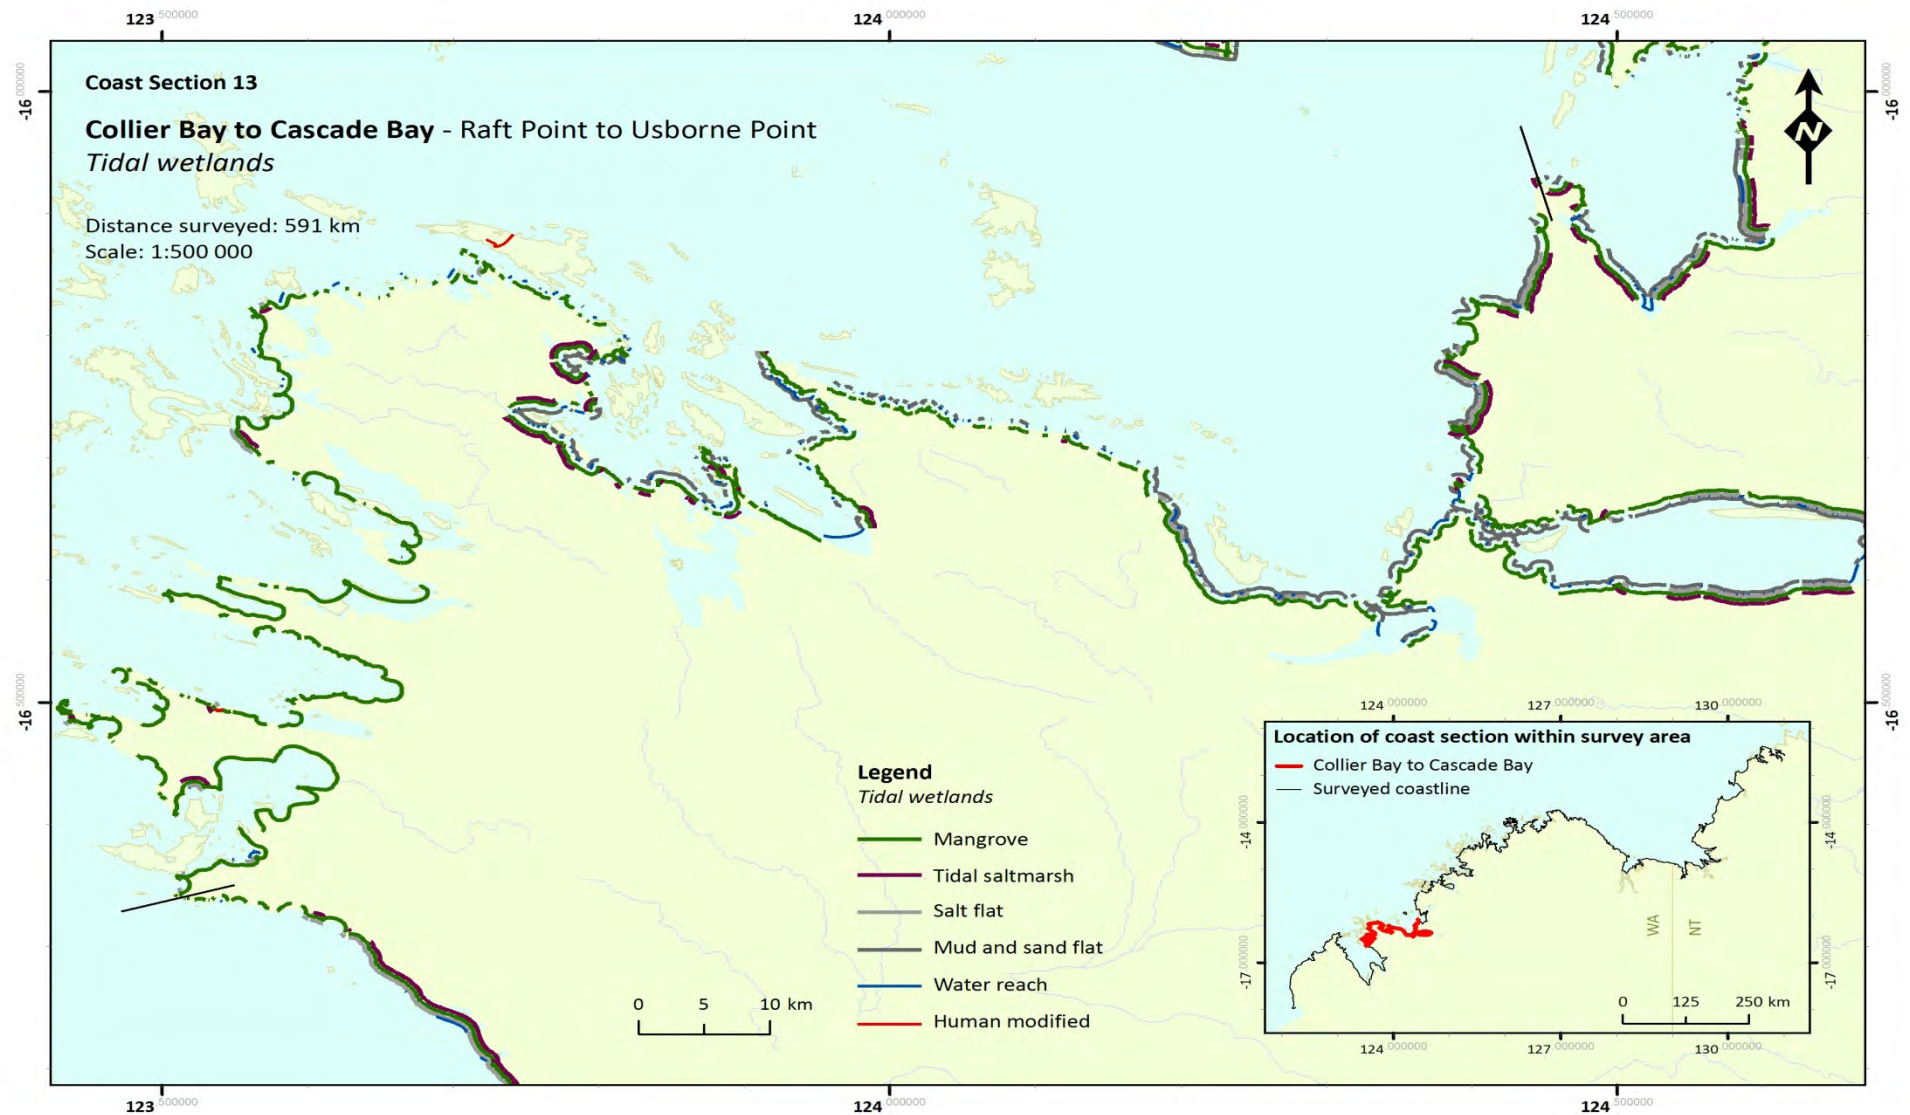 123.500000 124.000000 124.500000
-16.000000 -16.000000
Coast Section 13
Collier Bay to Cascade Bay - Raft Point to Usborne Point
Tidal wetlands
Distance surveyed: 591 km
Scale: 1:500 000
N
-16.500000 -16.500000
Legend
Tidal wetlands
Mangrove
Tidal saltmarsh
Salt flat
Mud and sand flat
Water reach
Human modified
0 5 10 km
124.000000 127.000000 130.000000
Location of coast section within survey area
Collier Bay to Cascade Bay
Surveyed coastline
-14.000000 -14.000000
WA NT
-17.000000 -17.000000
0 125 250 km
124.000000 127.000000 130.000000
123.500000 124.000000 124.500000